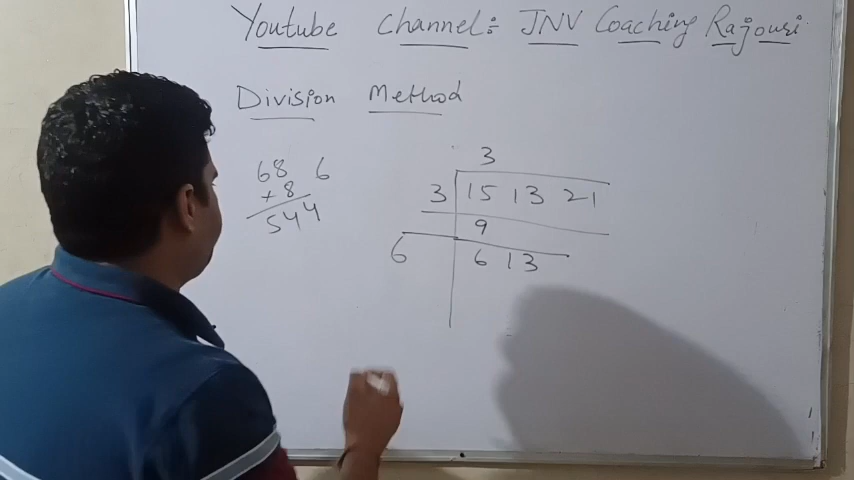 Youtube Channel:- JNV Coaching Rajouri
Division Method
68 6
+ 8
544
3
3 15 13 21
9
6 6 13